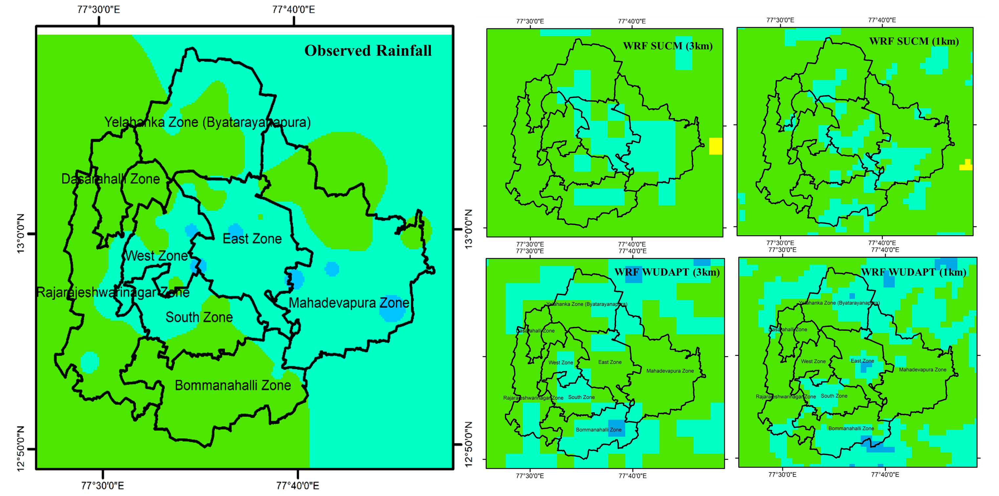 77°30'0"E
77°40'0"E
Observed Rainfall
Yelahanka Zone (Byatarayanapura)
Dasarahalli Zone
East Zone
West Zone
Rajarajeshwarinagar Zone
Mahadevapura Zone
South Zone
Bommanahalli Zone
13°0'0"N
12°50'0"N
13°0'0"N
12°50'0"N
77°30'0"E
77°40'0"E
77°30'0"E
77°40'0"E
WRF SUCM (3km)
77°30'0"E
77°40'0"E
77°30'0"E
77°40'0"E
WRF SUCM (1km)
77°30'0"E
77°40'0"E
77°30'0"E
77°40'0"E
WRF WUDAPT (3km)
Yelahanka Zone (Byatarayanapura)
Dasarahalli Zone
West Zone
East Zone
Mahadevapura Zone
Rajarajeshwarinagar Zone
South Zone
Bommanahalli Zone
77°30'0"E
77°40'0"E
77°30'0"E
77°40'0"E
WRF WUDAPT (1km)
Yelahanka Zone (Byatarayanapura)
Dasarahalli Zone
West Zone
East Zone
Mahadevapura Zone
Rajarajeshwarinagar Zone
South Zone
Bommanahalli Zone
77°30'0"E
77°40'0"E